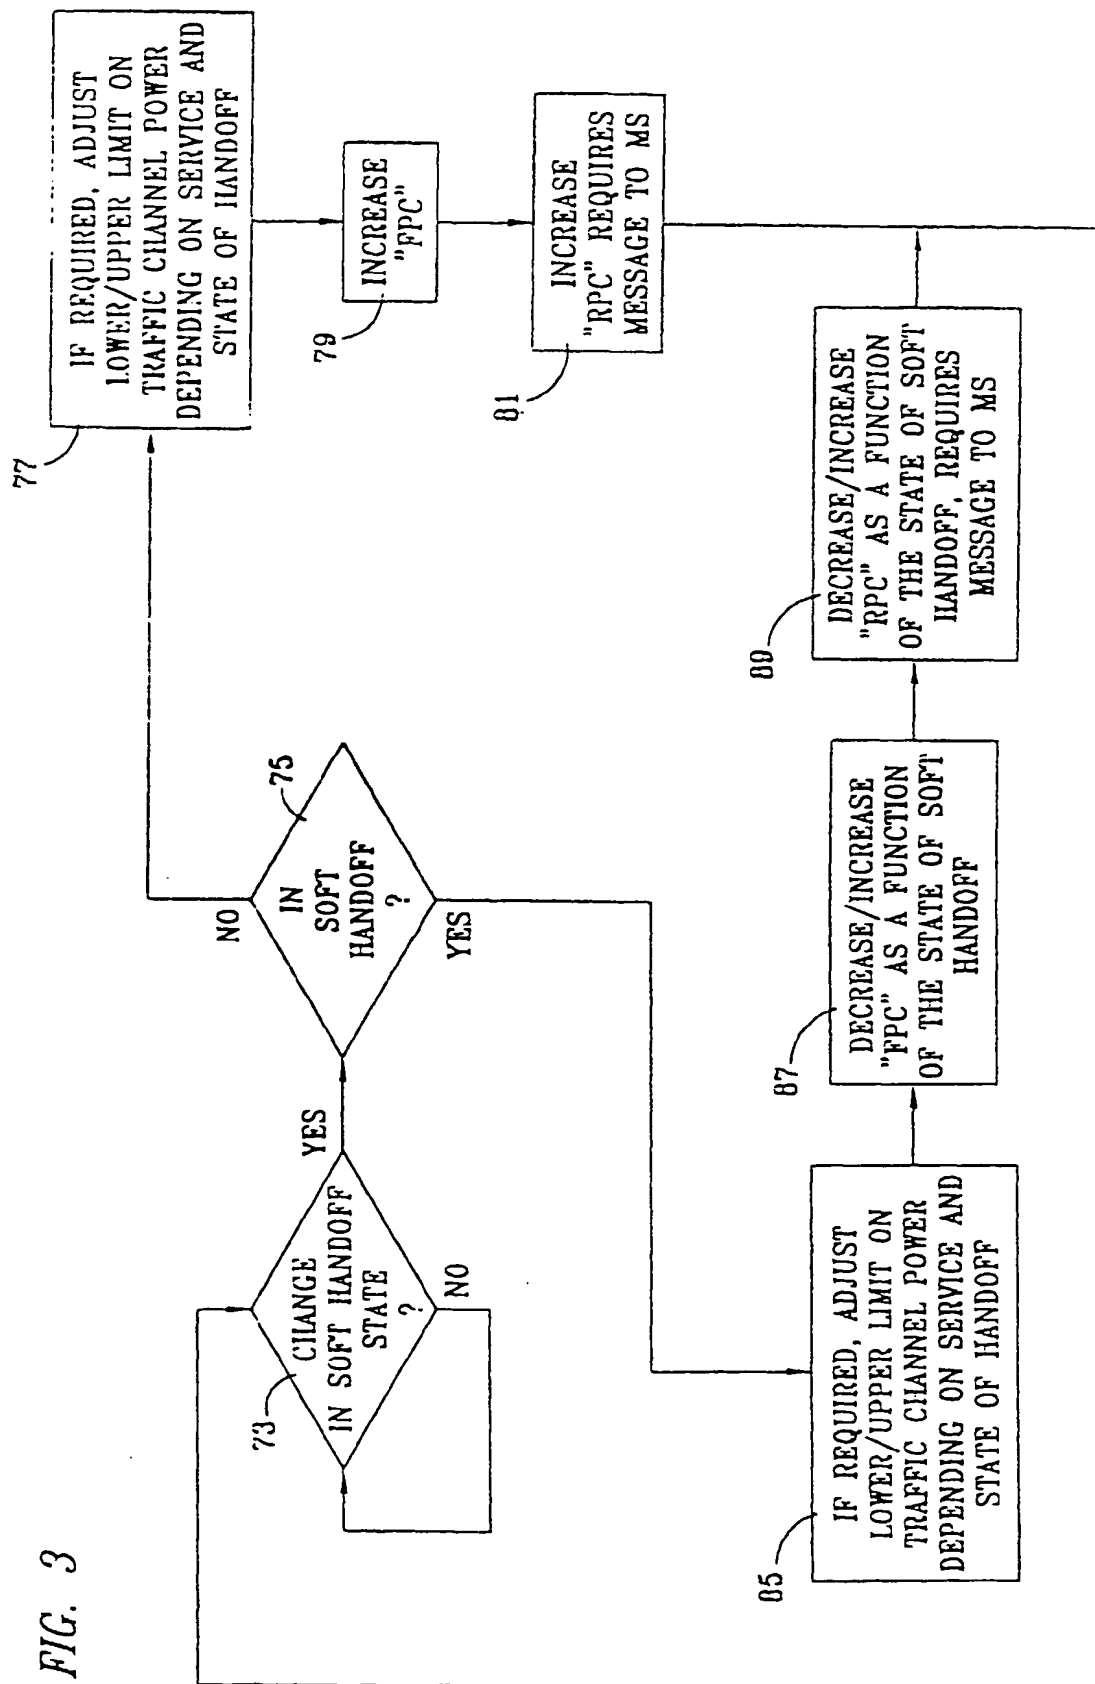 FIG. 3
73
CHANGE
IN SOFT HANDOFF
STATE
?
YES
NO
75
IN
SOFT
HANDOFF
?
NO
YES
77
IF REQUIRED, ADJUST
LOWER/UPPER LIMIT ON
TRAFFIC CHANNEL POWER
DEPENDING ON SERVICE AND
STATE OF HANDOFF
79
INCREASE
"FPC"
81
INCREASE
"RPC" REQUIRES
MESSAGE TO MS
85
IF REQUIRED, ADJUST
LOWER/UPPER LIMIT ON
TRAFFIC CHANNEL POWER
DEPENDING ON SERVICE AND
STATE OF HANDOFF
87
DECREASE/INCREASE
"FPC" AS A FUNCTION
OF THE STATE OF SOFT
HANDOFF
89
DECREASE/INCREASE
"RPC" AS A FUNCTION
OF THE STATE OF SOFT
HANDOFF, REQUIRES
MESSAGE TO MS